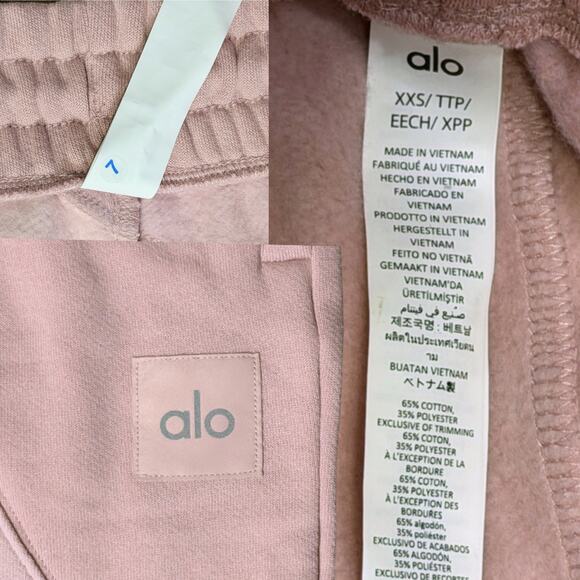 7
alo
alo
XXS/ TTP/
EECH/ XPP
MADE IN VIETNAM
FABRIQUÉ AU VIETNAM
HECHO EN VIETNAM
FABRICADO EN
VIETNAM
PRODOTTO IN VIETNAM
HERGESTELLT IN
VIETNAM
FEITO NO VIETNÃ
GEMAAKT IN VIETNAM
VIETNAM'DA
ÜRETİLMİŞTİR
صنع في فيتنام
제조국명 : 베트남
ผลิตในประเทศเวียดน
าม
BUATAN VIETNAM
ベトナム製
65% COTTON,
35% POLYESTER
EXCLUSIVE OF TRIMMING
65% COTON,
35% POLYESTER
À L'EXCEPTION DE LA
BORDURE
65% COTON,
35% POLYESTER
À L'EXCEPTION DES
BORDURES
65% algodón,
35% poliéster
EXCLUSIVO DE ACABADOS
65% ALGODÓN,
35% POLIÉSTER
EXCLUSIVO DE RECORTES